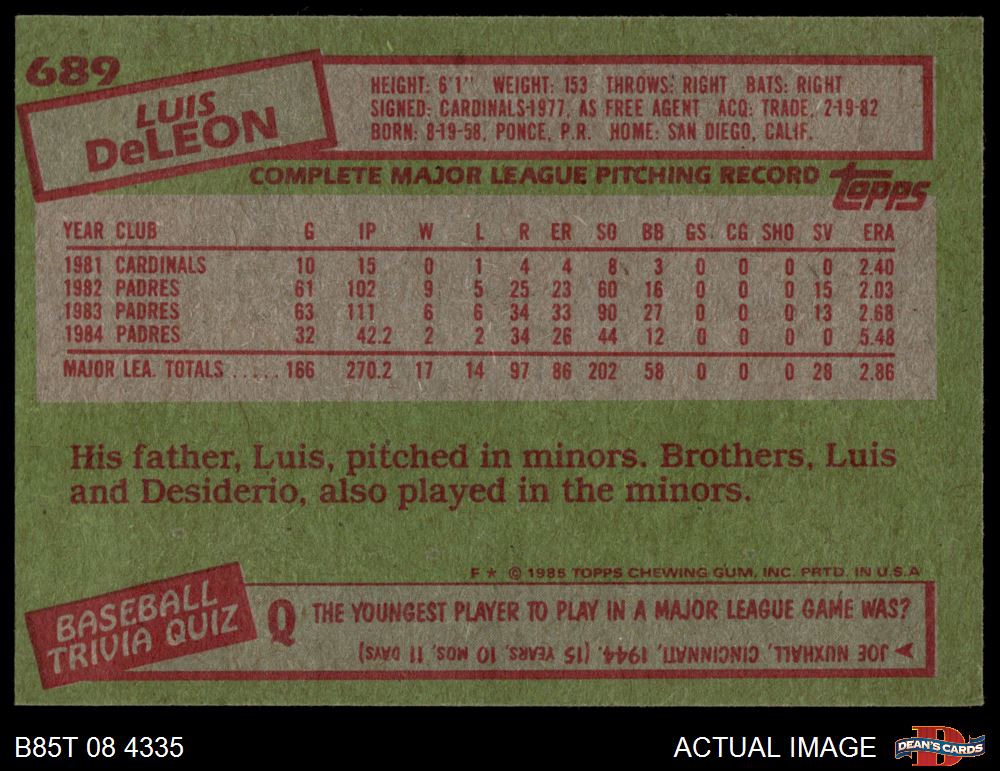 689
LUIS
DeLEON
HEIGHT: 6'1" WEIGHT: 153 THROWS: RIGHT BATS: RIGHT
SIGNED: CARDINALS-1977, AS FREE AGENT ACQ: TRADE, 2-19-82
BORN: 8-19-58, PONCE, P.R. HOME: SAN DIEGO, CALIF.
COMPLETE MAJOR LEAGUE PITCHING RECORD
topps
YEAR CLUB G IP W L R ER SO BB GS CG SHO SV ERA
1981 CARDINALS 10 15 0 1 4 4 8 3 0 0 0 0 2.40
1982 PADRES 61 102 9 5 25 23 60 16 0 0 0 15 2.03
1983 PADRES 63 111 6 6 34 33 90 27 0 0 0 13 2.68
1984 PADRES 32 42.2 2 2 34 26 44 12 0 0 0 0 5.48
MAJOR LEA. TOTALS ..... 166 270.2 17 14 97 86 202 58 0 0 0 28 2.86
His father, Luis, pitched in minors. Brothers, Luis
and Desiderio, also played in the minors.
F * © 1985 TOPPS CHEWING GUM, INC. PRTD. IN U.S.A
BASEBALL
TRIVIA QUIZ
Q THE YOUNGEST PLAYER TO PLAY IN A MAJOR LEAGUE GAME WAS?
JOE NUXHALL, CINCINNATI, 1944. (15 YEARS, 10 MOS, 11 DAYS)
B85T 08 4335
ACTUAL IMAGE
DEAN'S CARDS